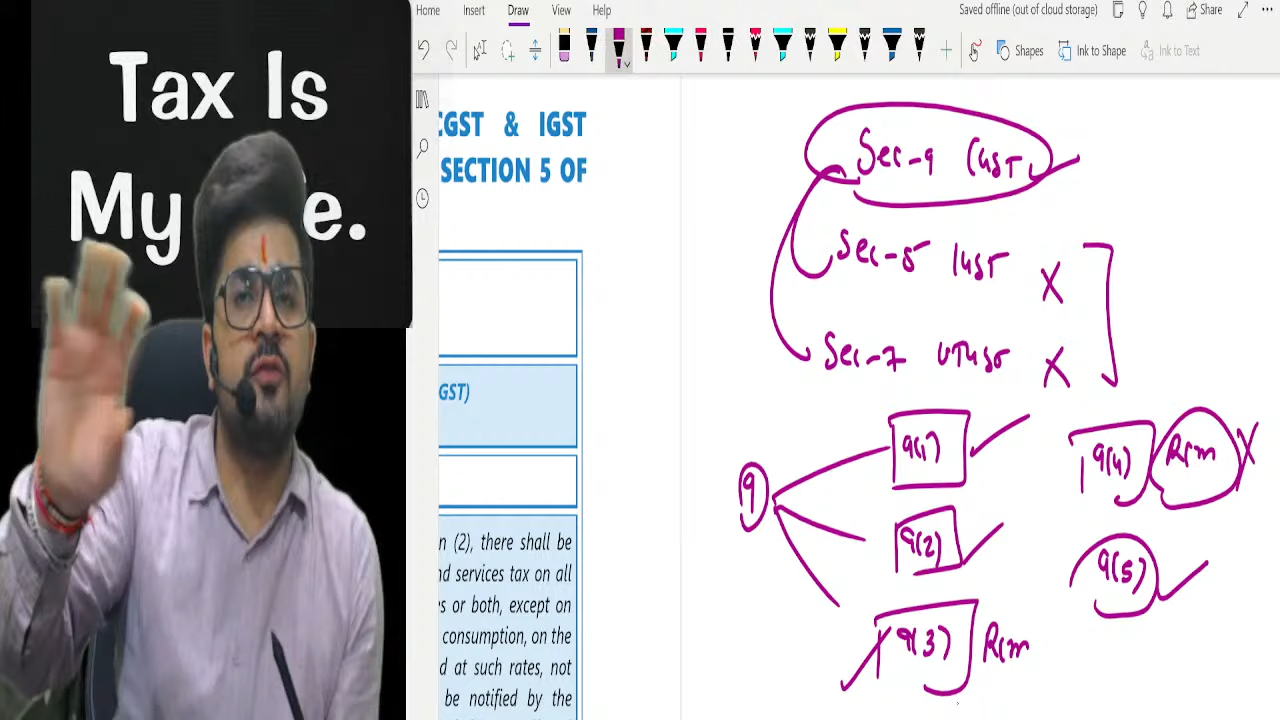 Tax Is
My e.
Home Insert Draw View Help
Saved offline (out of cloud storage)
Share
Shapes
Ink to Shape
Ink to Text
CGST & IGST
SECTION 5 OF
GST)
n (2), there shall be
nd services tax on all
es or both, except on
consumption, on the
d at such rates, not
be notified by the
Sec-9 CGST
Sec-5 IGST X
Sec-7 UTGST X
9
9(1)
9(2)
9(3) RCM
9(4) RCM X
9(5)